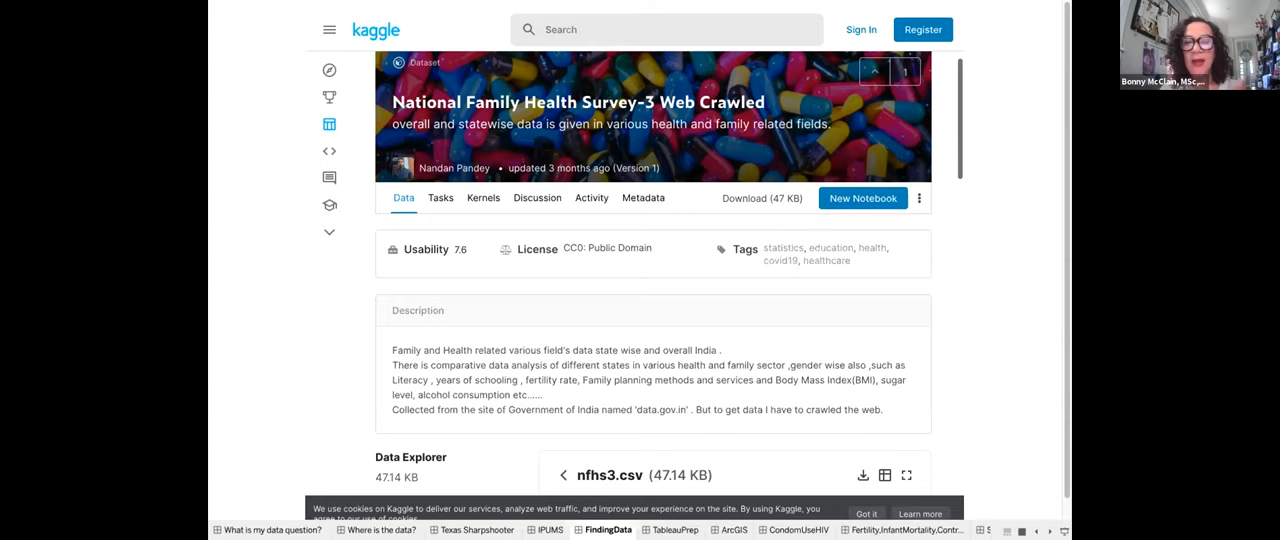 kaggle
Search
Sign In
Register
Dataset
1
National Family Health Survey-3 Web Crawled
overall and statewise data is given in various health and family related fields.
Nandan Pandey • updated 3 months ago (Version 1)
Data Tasks Kernels Discussion Activity Metadata Download (47 KB) New Notebook
Usability 7.6 License CC0: Public Domain Tags statistics, education, health,
covid19, healthcare
Description
Family and Health related various field's data state wise and overall India .
There is comparative data analysis of different states in various health and family sector ,gender wise also ,such as
Literacy , years of schooling , fertility rate, Family planning methods and services and Body Mass Index(BMI), sugar
level, alcohol consumption etc......
Collected from the site of Government of India named 'data.gov.in' . But to get data I have to crawled the web.
Data Explorer
47.14 KB
nfhs3.csv (47.14 KB)
We use cookies on Kaggle to deliver our services, analyze web traffic, and improve your experience on the site. By using Kaggle, you
agree to our use of cookies.
Got it Learn more
What is my data question? Where is the data? Texas Sharpshooter IPUMS FindingData TableauPrep ArcGIS CondomUseHIV Fertility,InfantMortality,Contr... S
Bonny McClain, MSc,...